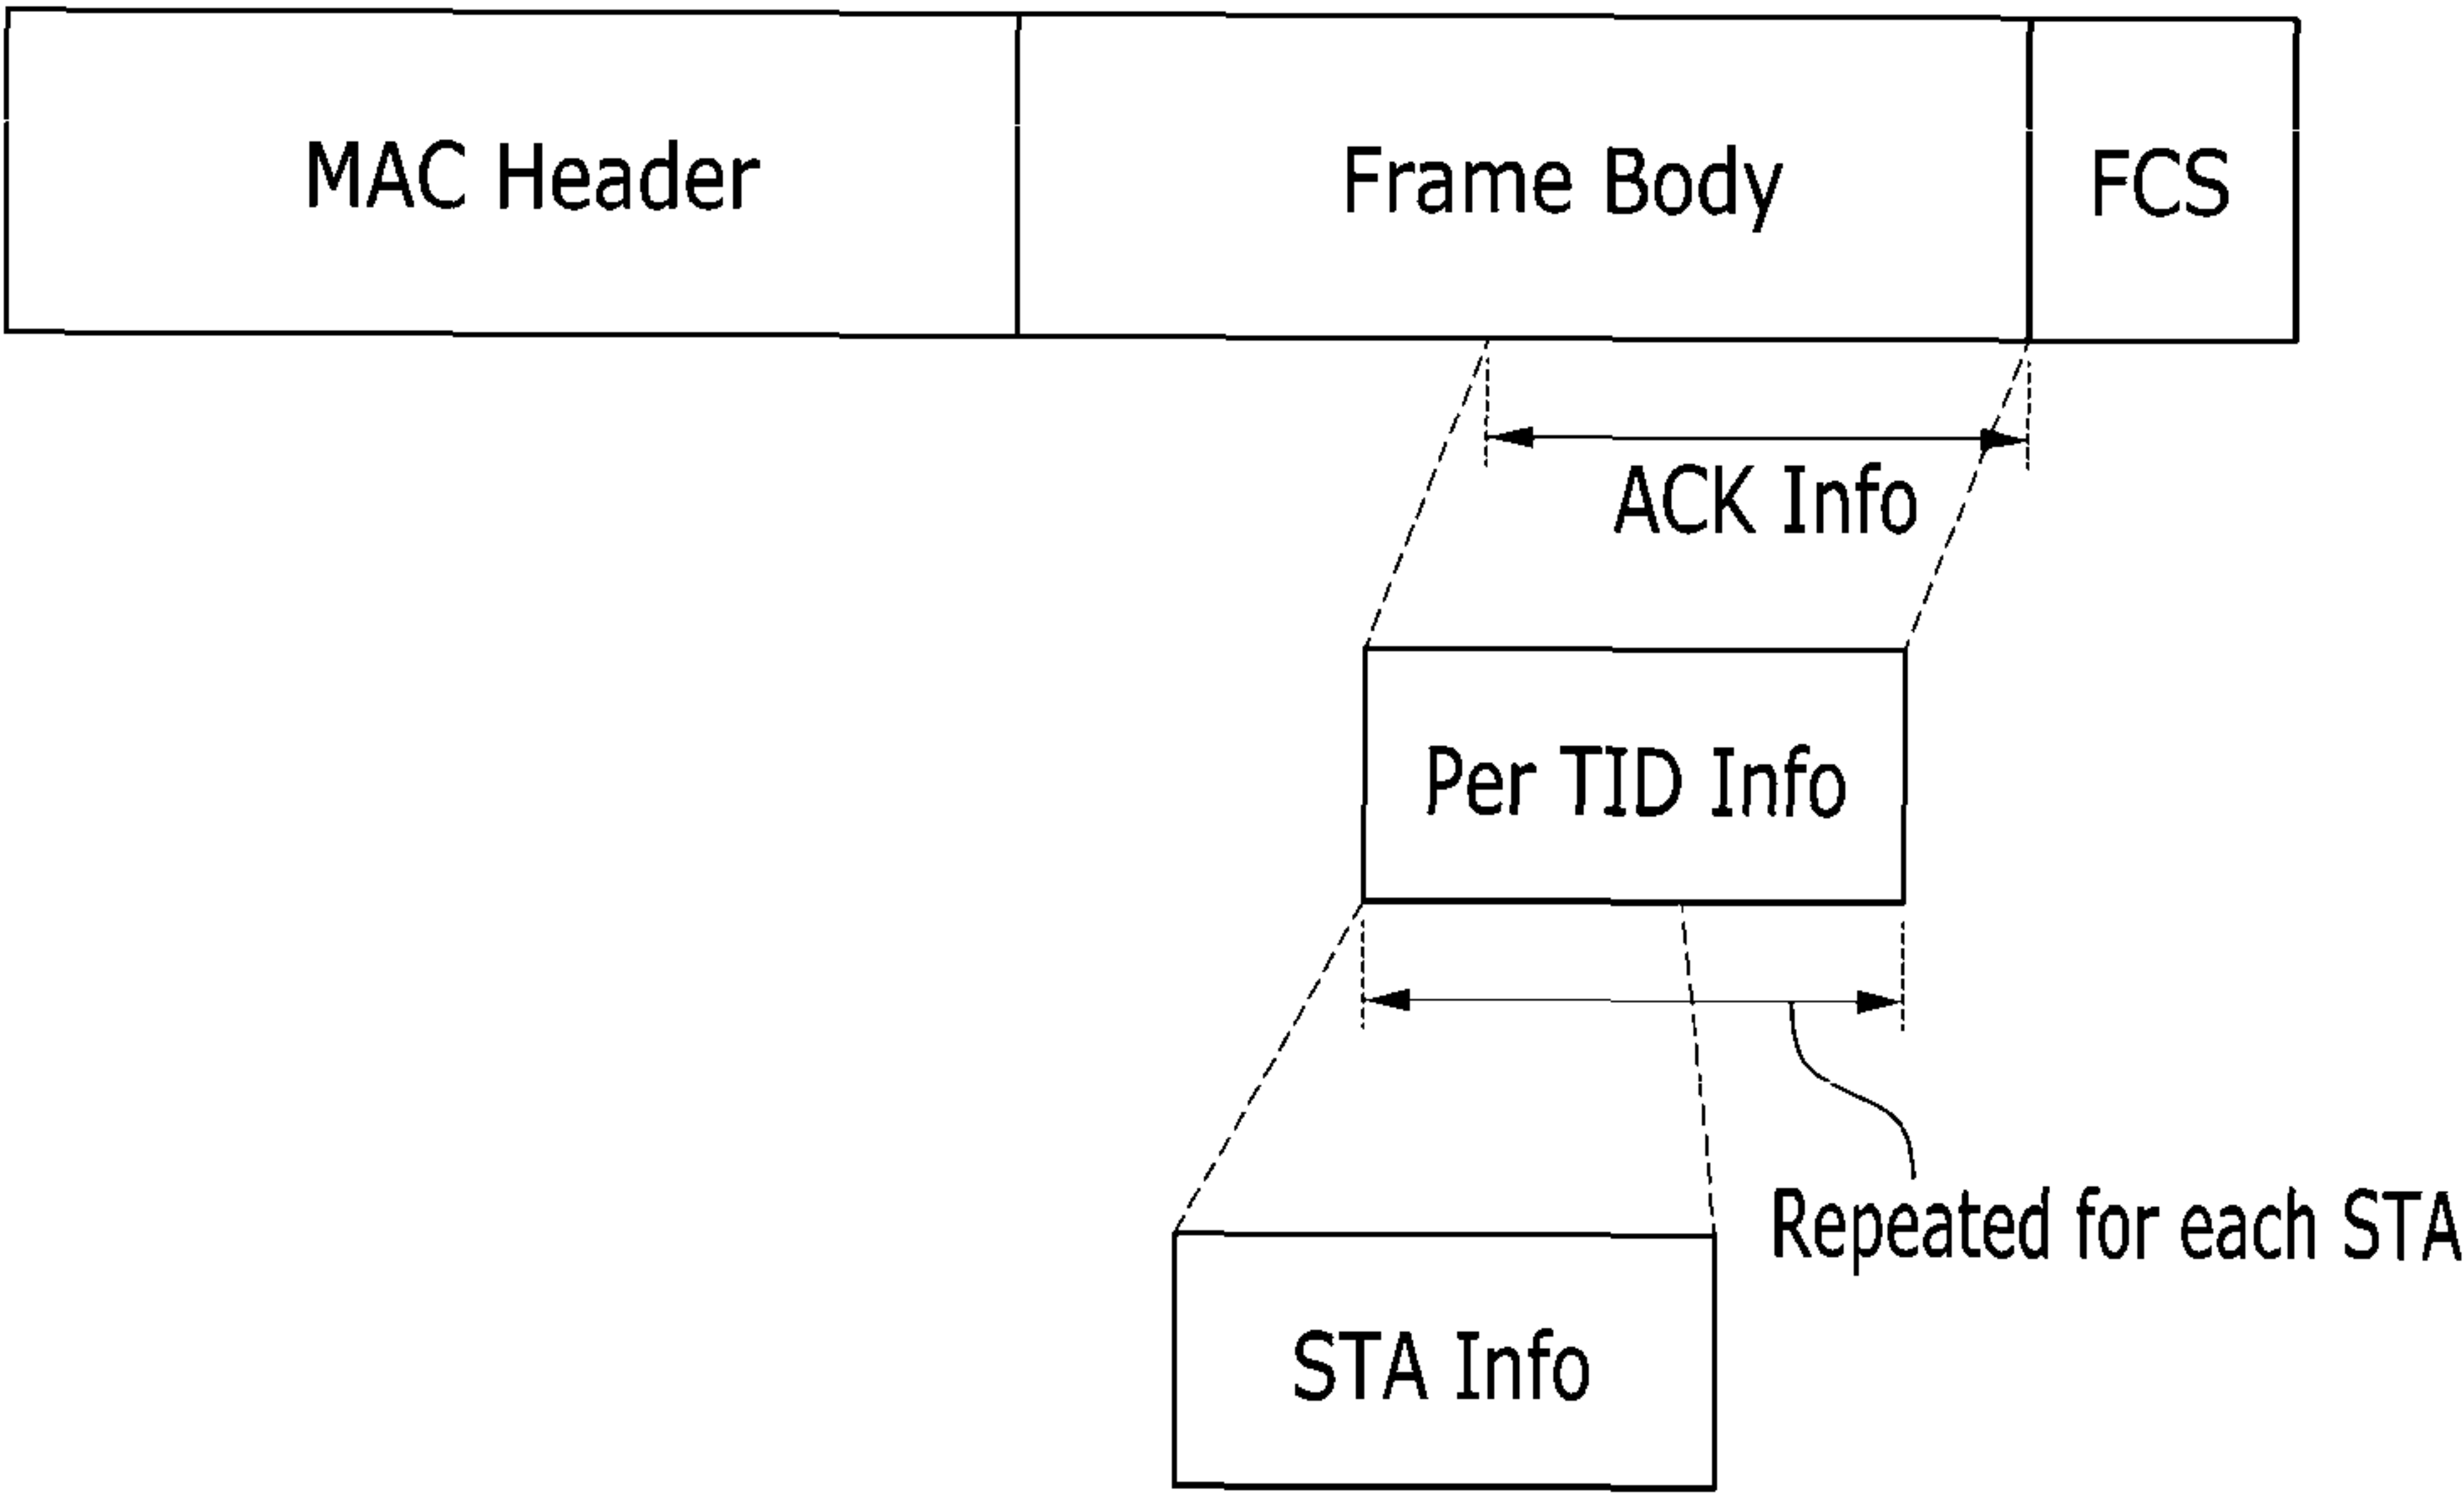 MAC Header
Frame Body
FCS
ACK Info
Per TID Info
Repeated for each STA
STA Info